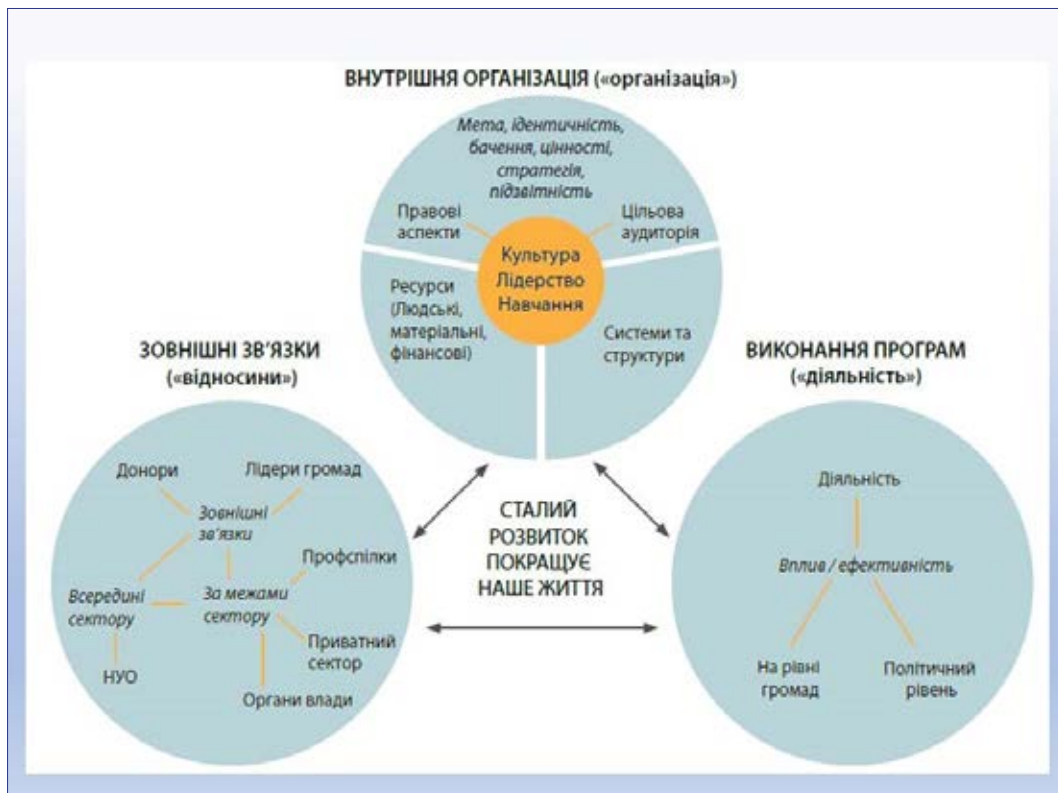 ВНУТРІШНЯ ОРГАНІЗАЦІЯ («організація»)
Мета, ідентичність,
бачення, цінності,
стратегія,
підзвітність
Правові
аспекти
Цільова
аудиторія
Культура
Лідерство
Навчання
Ресурси
(Людські,
матеріальні,
фінансові)
Системи та
структури
ЗОВНІШНІ ЗВ’ЯЗКИ
(«відносини»)
Донори
Лідери громад
Зовнішні
зв’язки
Профспілки
Всередині
сектору
За межами
сектору
Приватний
сектор
НУО
Органи влади
СТАЛИЙ
РОЗВИТОК
ПОКРАЩУЄ
НАШЕ ЖИТТЯ
ВИКОНАННЯ ПРОГРАМ
(«діяльність»)
Діяльність
Вплив / ефективність
На рівні
громад
Політичний
рівень